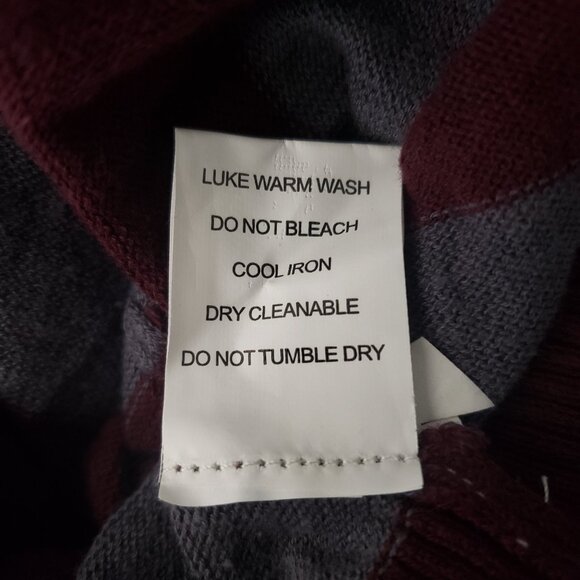 LUKE WARM WASH
DO NOT BLEACH
COOL IRON
DRY CLEANABLE
DO NOT TUMBLE DRY